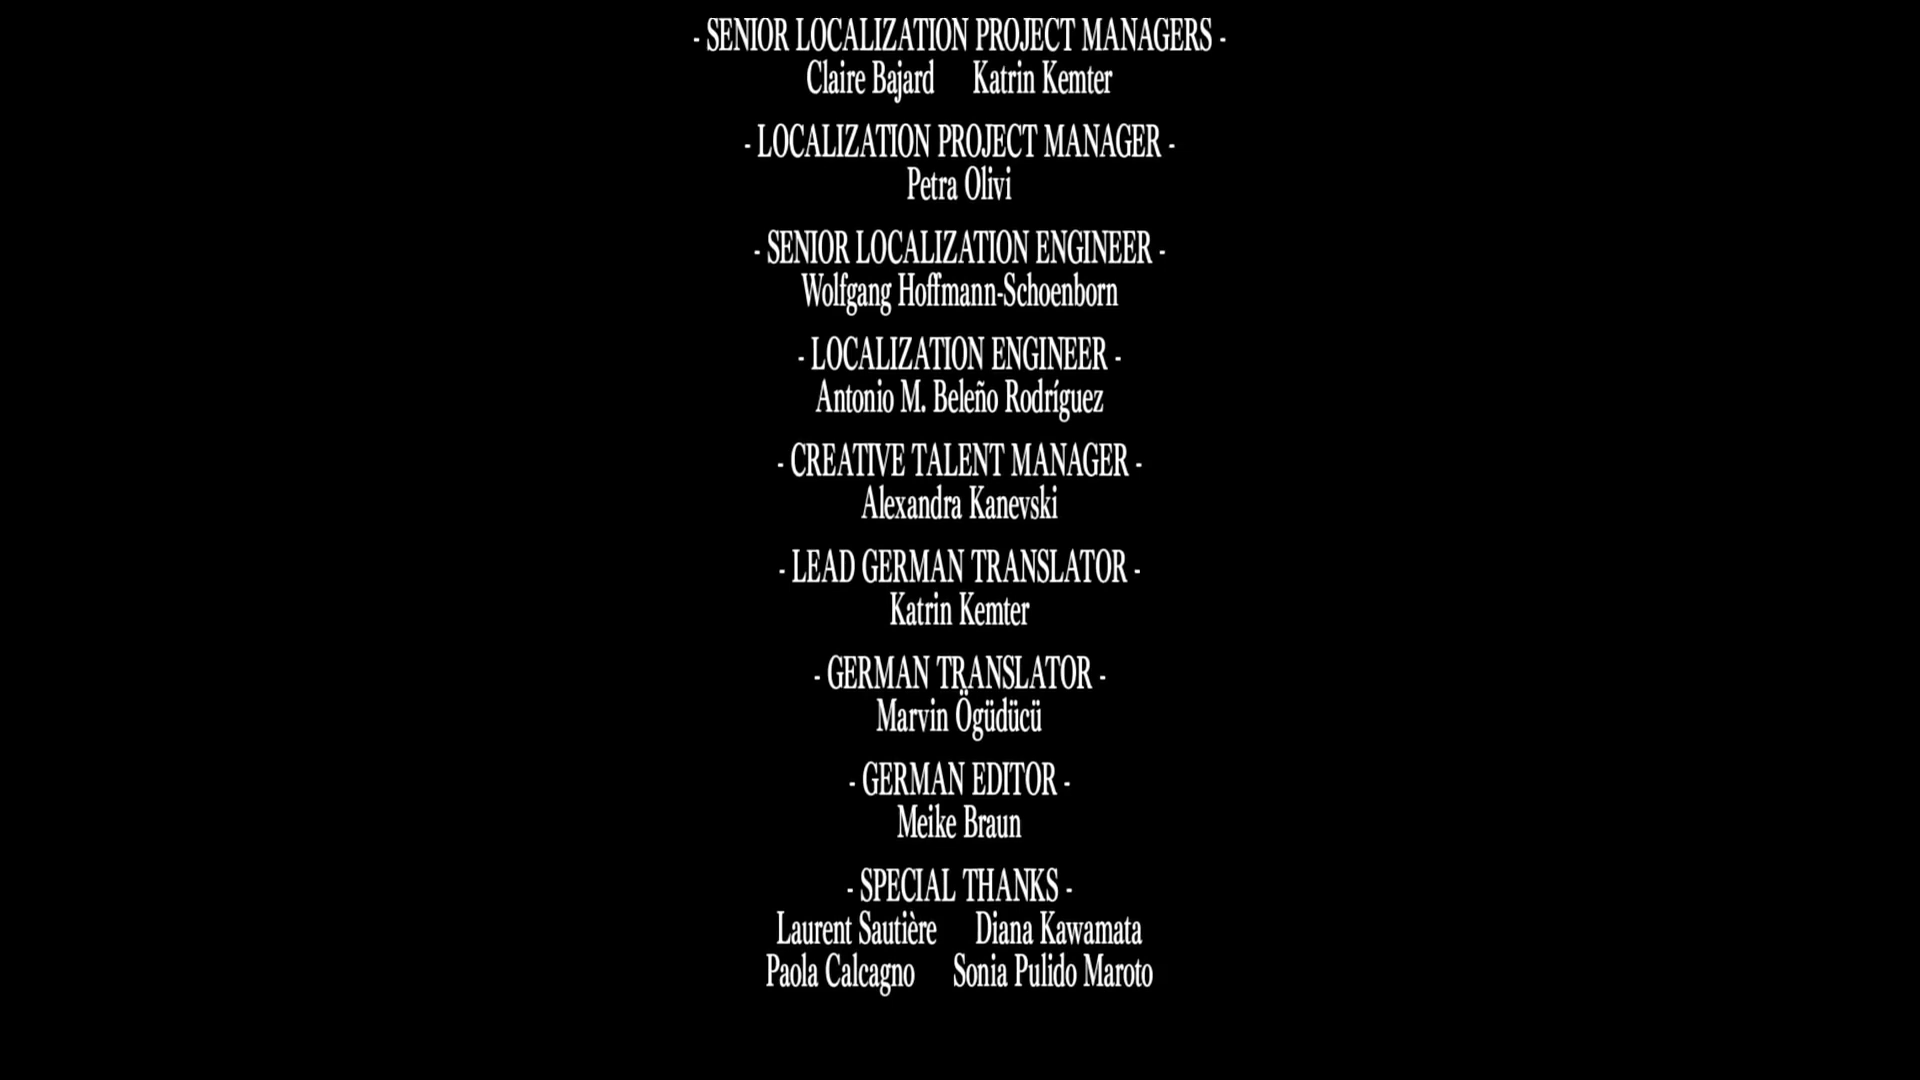 - SENIOR LOCALIZATION PROJECT MANAGERS -
Claire Bajard Katrin Kemter
- LOCALIZATION PROJECT MANAGER -
Petra Olivi
- SENIOR LOCALIZATION ENGINEER -
Wolfgang Hoffmann-Schoenborn
- LOCALIZATION ENGINEER -
Antonio M. Beleño Rodríguez
- CREATIVE TALENT MANAGER -
Alexandra Kanevski
- LEAD GERMAN TRANSLATOR -
Katrin Kemter
- GERMAN TRANSLATOR -
Marvin Ögüdücü
- GERMAN EDITOR -
Meike Braun
- SPECIAL THANKS -
Laurent Sautière Diana Kawamata
Paola Calcagno Sonia Pulido Maroto